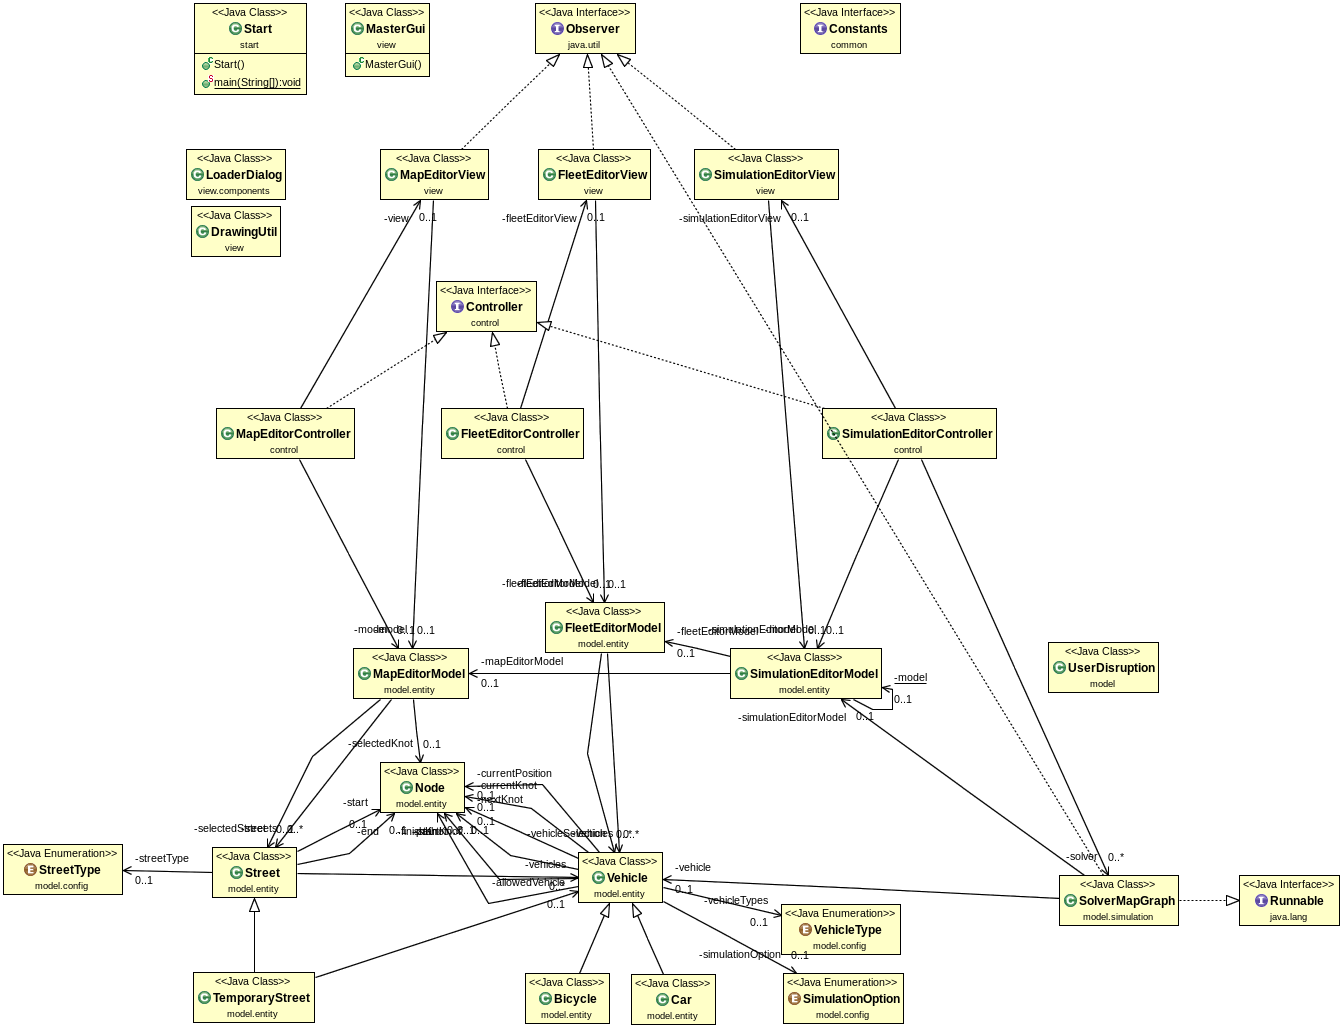 <<Java Class>>
Start
start
Start()
main(String[]):void
<<Java Class>>
MasterGui
view
MasterGui()
<<Java Interface>>
Observer
java.util
<<Java Interface>>
Constants
common
<<Java Class>>
LoaderDialog
view.components
<<Java Class>>
MapEditorView
view
<<Java Class>>
FleetEditorView
view
<<Java Class>>
SimulationEditorView
view
<<Java Class>>
DrawingUtil
view
-view
0..1
-fleetEditorView
0..1
-simulationEditorView
0..1
<<Java Interface>>
Controller
control
<<Java Class>>
MapEditorController
control
<<Java Class>>
FleetEditorController
control
<<Java Class>>
SimulationEditorController
control
-fleetEditorModel
0..1
0..1
<<Java Class>>
FleetEditorModel
model.entity
-model
-model
0..1
0..1
-fleetEditorModel
0..1
-simulationEditorModel
-model
0..1
0..1
<<Java Class>>
MapEditorModel
model.entity
-mapEditorModel
0..1
<<Java Class>>
SimulationEditorModel
model.entity
-model
0..1
<<Java Class>>
UserDisruption
model
-simulationEditorModel
0..1
-selectedKnot
0..1
<<Java Class>>
Node
model.entity
-currentPosition
0..1
-currentKnot
0..1
-nextKnot
0..1
-start
0..1
-end
0..1
-selectedStreet
-streets
0..*
-vehicleSelection
-vehicles
0..*
<<Java Enumeration>>
StreetType
model.config
-streetType
0..1
<<Java Class>>
Street
model.entity
-vehicles
0..*
-allowedVehicle
0..1
<<Java Class>>
Vehicle
model.entity
-vehicle
0..1
-vehicleTypes
0..1
-solver
0..*
<<Java Class>>
SolverMapGraph
model.simulation
<<Java Interface>>
Runnable
java.lang
<<Java Enumeration>>
VehicleType
model.config
-simulationOption
0..1
<<Java Class>>
TemporaryStreet
model.entity
<<Java Class>>
Bicycle
model.entity
<<Java Class>>
Car
model.entity
<<Java Enumeration>>
SimulationOption
model.config